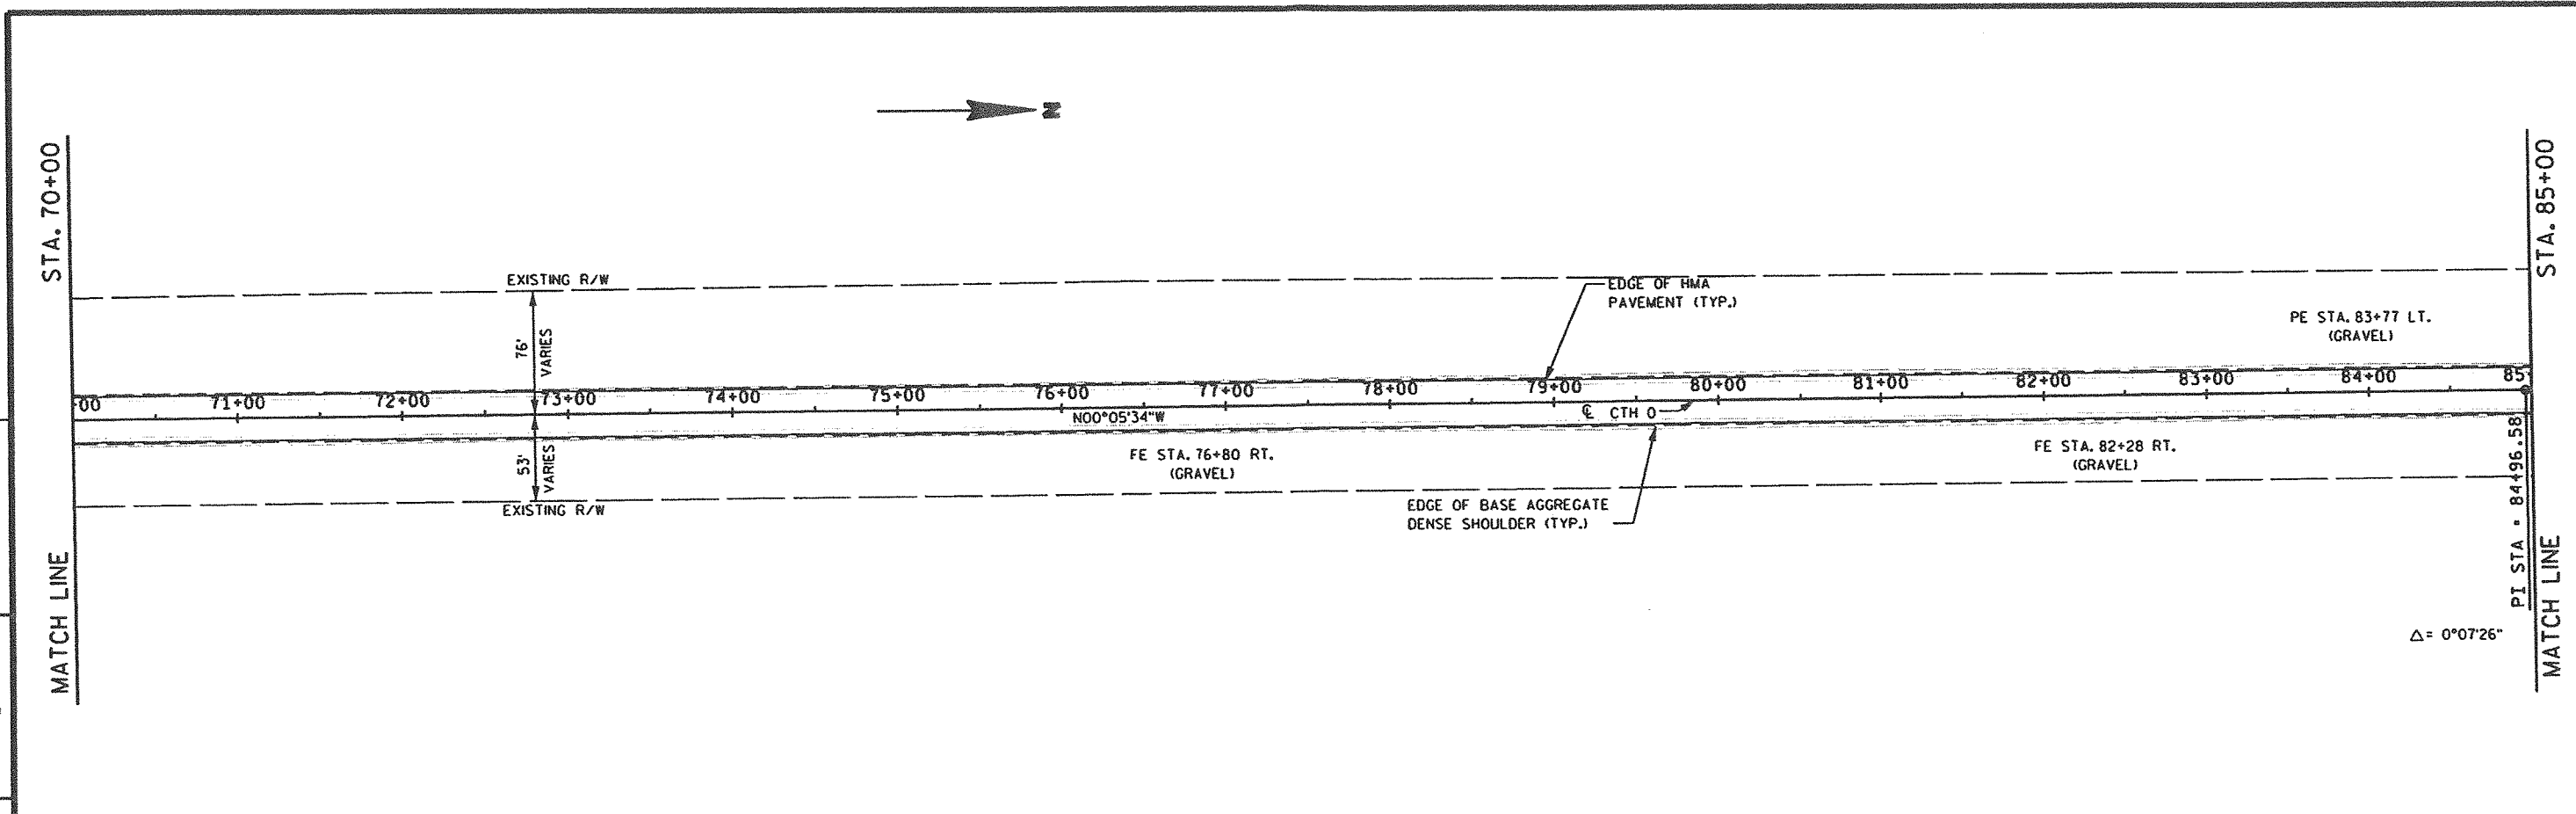 N
STA. 70+00
STA. 85+00
EXISTING R/W
EDGE OF HMA
PAVEMENT (TYP.)
PE STA. 83+77 LT.
(GRAVEL)
76'
VARIES
+00 71+00 72+00 73+00 74+00 75+00 76+00 77+00 78+00 79+00 80+00 81+00 82+00 83+00 84+00 85
N00°05'34"W
℄ CTH O
53'
VARIES
FE STA. 76+80 RT.
(GRAVEL)
FE STA. 82+28 RT.
(GRAVEL)
EXISTING R/W
EDGE OF BASE AGGREGATE
DENSE SHOULDER (TYP.)
PI STA = 84+96.58
MATCH LINE
MATCH LINE
Δ= 0°07'26"